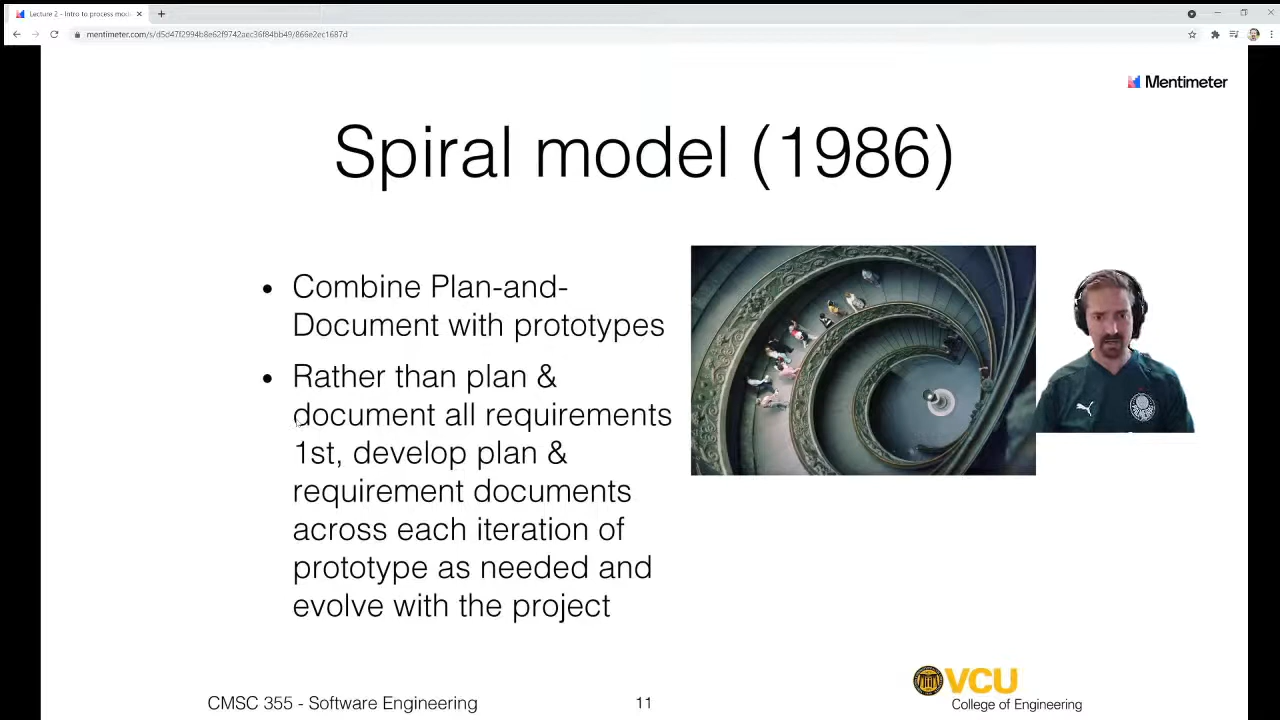 Lecture 2 - Intro to process mode
mentimeter.com/s/d5d47f2994b8e62f9742aec36f84bb49/866e2ec1687d
Mentimeter
Spiral model (1986)
• Combine Plan-and-
Document with prototypes
• Rather than plan &
document all requirements
1st, develop plan &
requirement documents
across each iteration of
prototype as needed and
evolve with the project
CMSC 355 - Software Engineering
11
VCU
College of Engineering